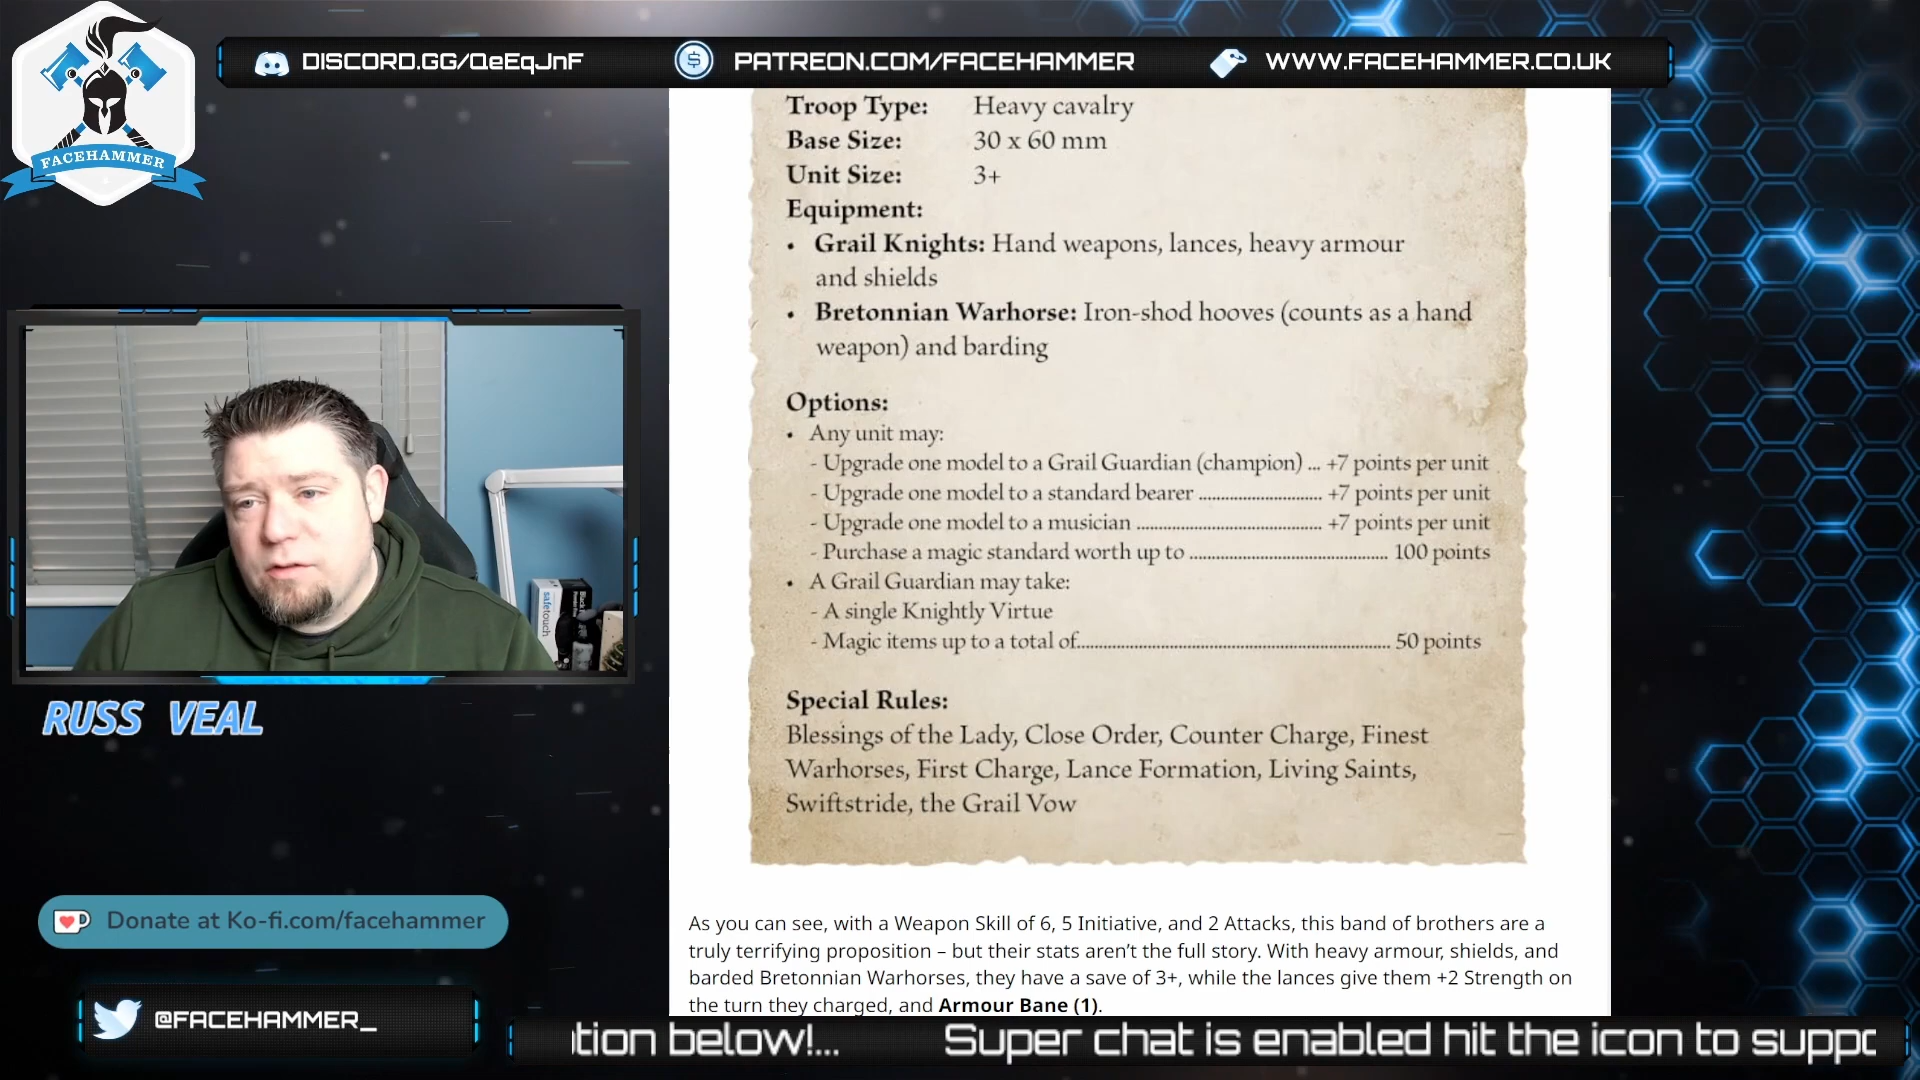 DISCORD.GG/QeEqJnF
PATREON.COM/FACEHAMMER
WWW.FACEHAMMER.CO.UK
FACEHAMMER
Troop Type: Heavy cavalry
Base Size: 30 x 60 mm
Unit Size: 3+
Equipment:
• Grail Knights: Hand weapons, lances, heavy armour
and shields
• Bretonnian Warhorse: Iron-shod hooves (counts as a hand
weapon) and barding
Options:
• Any unit may:
- Upgrade one model to a Grail Guardian (champion) ... +7 points per unit
- Upgrade one model to a standard bearer ............................ +7 points per unit
- Upgrade one model to a musician .......................................... +7 points per unit
- Purchase a magic standard worth up to ............................................. 100 points
• A Grail Guardian may take:
- A single Knightly Virtue
- Magic items up to a total of....................................................................... 50 points
Special Rules:
Blessings of the Lady, Close Order, Counter Charge, Finest
Warhorses, First Charge, Lance Formation, Living Saints,
Swiftstride, the Grail Vow
As you can see, with a Weapon Skill of 6, 5 Initiative, and 2 Attacks, this band of brothers are a
truly terrifying proposition – but their stats aren’t the full story. With heavy armour, shields, and
barded Bretonnian Warhorses, they have a save of 3+, while the lances give them +2 Strength on
the turn they charged, and Armour Bane (1).
safetouch
RUSS VEAL
Donate at Ko-fi.com/facehammer
@FACEHAMMER_
tion below!... Super chat is enabled hit the icon to suppo